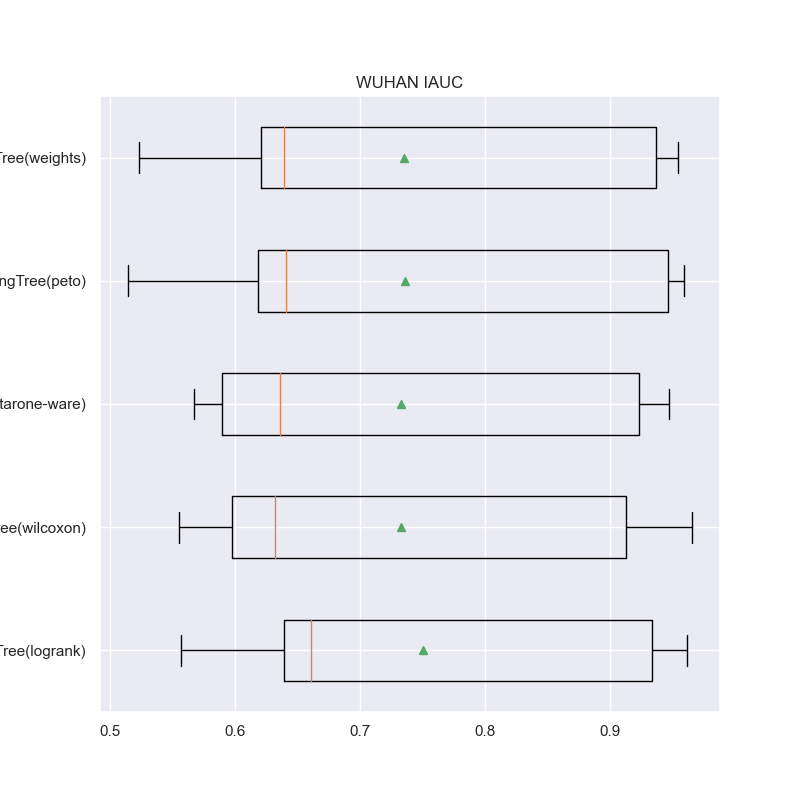 WUHAN IAUC
Tree(weights)
ngTree(peto)
tarone-ware)
ree(wilcoxon)
Tree(logrank)
0.5 0.6 0.7 0.8 0.9